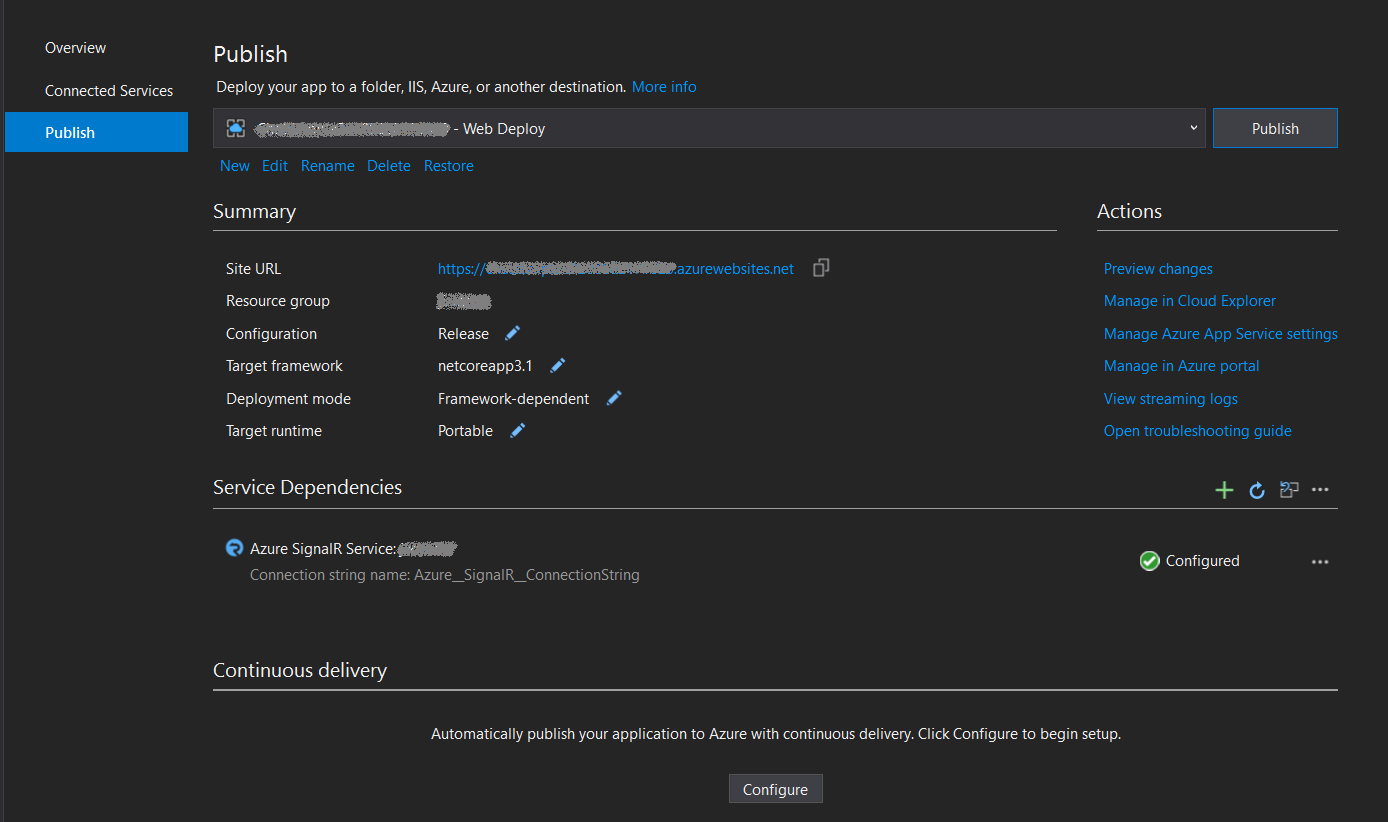 Overview
Connected Services
Publish
Publish
Deploy your app to a folder, IIS, Azure, or another destination. More info
- Web Deploy
Publish
New Edit Rename Delete Restore
Summary
Site URL https:// .azurewebsites.net
Resource group
Configuration Release
Target framework netcoreapp3.1
Deployment mode Framework-dependent
Target runtime Portable
Actions
Preview changes
Manage in Cloud Explorer
Manage Azure App Service settings
Manage in Azure portal
View streaming logs
Open troubleshooting guide
Service Dependencies
Azure SignalR Service:
Connection string name: Azure__SignalR__ConnectionString
Configured
Continuous delivery
Automatically publish your application to Azure with continuous delivery. Click Configure to begin setup.
Configure